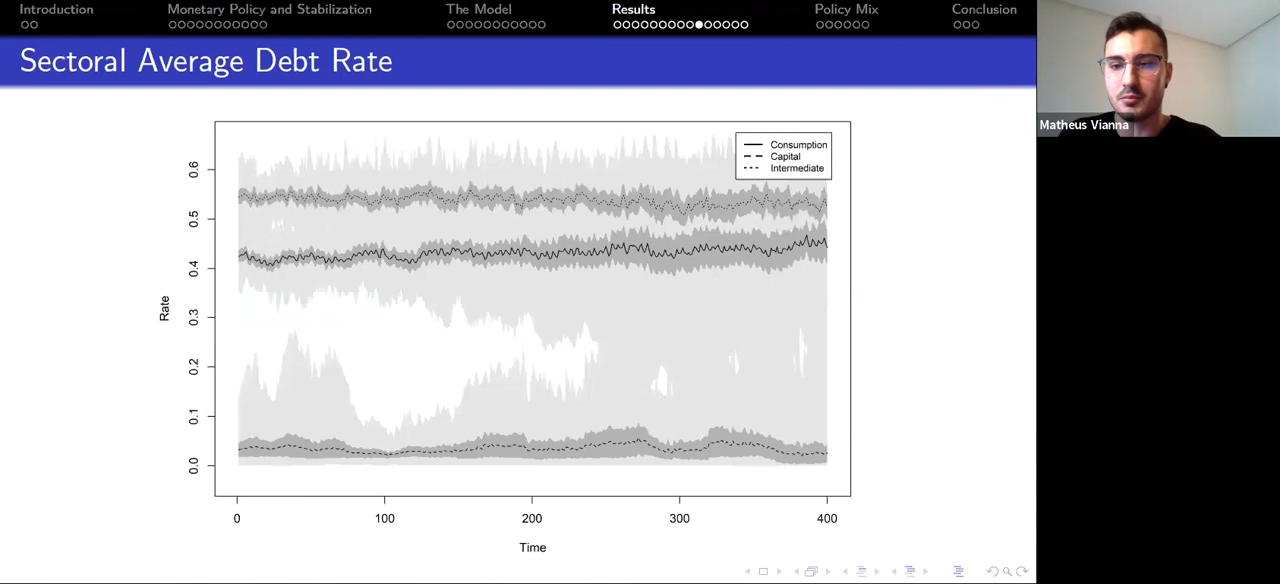 Introduction
Monetary Policy and Stabilization
The Model
Results
Policy Mix
Conclusion
Sectoral Average Debt Rate
Matheus Vianna
Consumption
Capital
Intermediate
Rate
0.6
0.5
0.4
0.3
0.2
0.1
0.0
0
100
200
300
400
Time